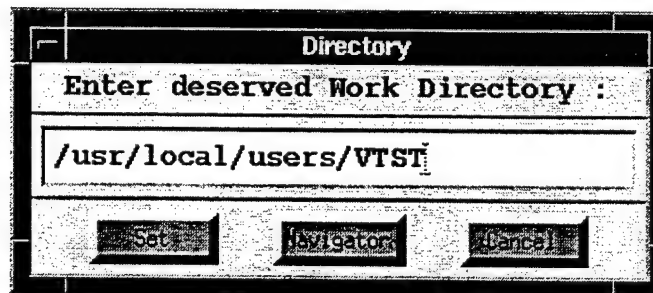 Directory
Enter deserved Work Directory :
/usr/local/users/VTST
Set Navigator Cancel